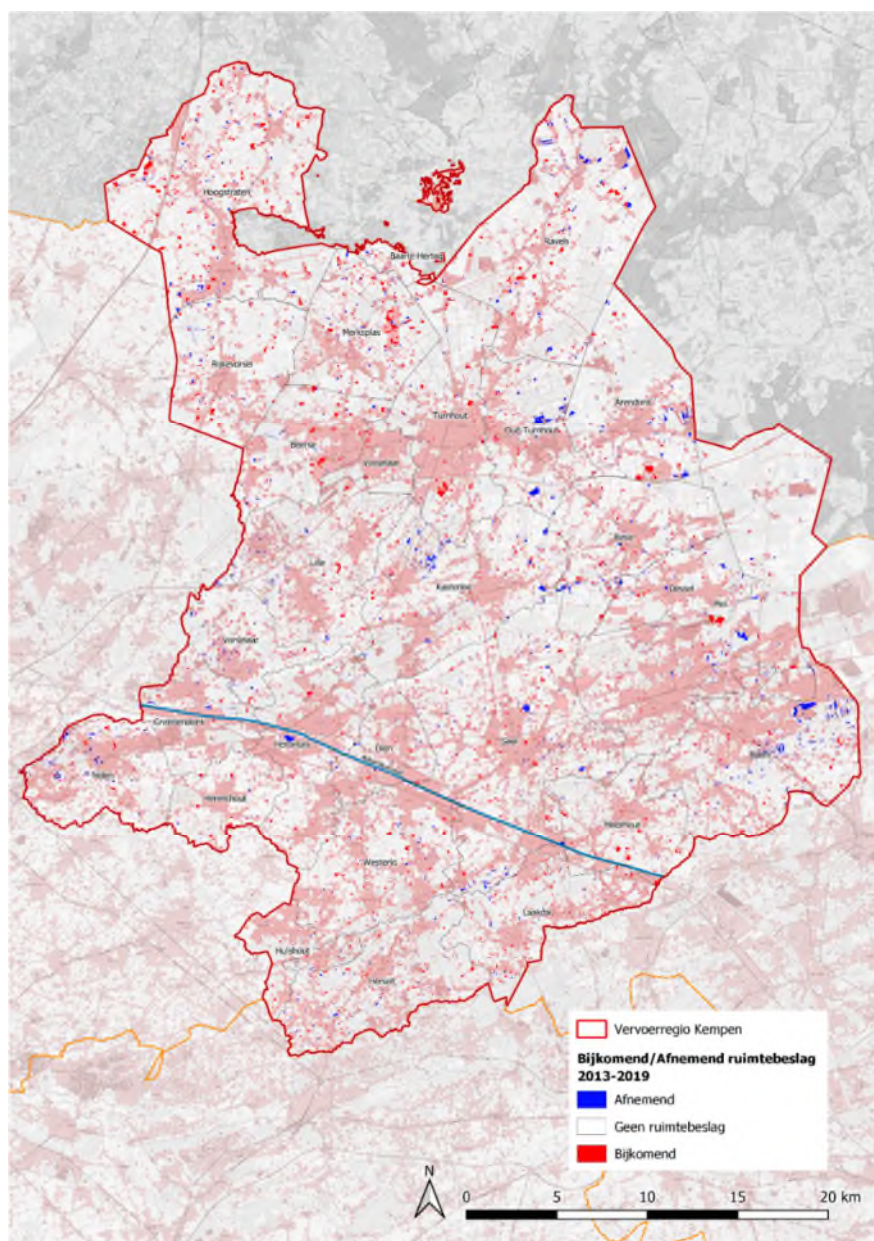 Hoogstraten
Ravels
Baarle-Hertog
Merksplas
Rijkevorsel
Arendonk
Turnhout
Oud-Turnhout
Beerse
Vosselaar
Retie
Lille
Kasterlee
Dessel
Mol
Vorselaar
Grobbendonk
Herentals
Olen
Geel
Balen
Nijlen
Herenthout
Meerhout
Westerlo
Laakdal
Hulshout
Herselt
Vervoerregio Kempen
Bijkomend/Afnemend ruimtebeslag
2013-2019
Afnemend
Geen ruimtebeslag
Bijkomend
N
0 5 10 15 20 km